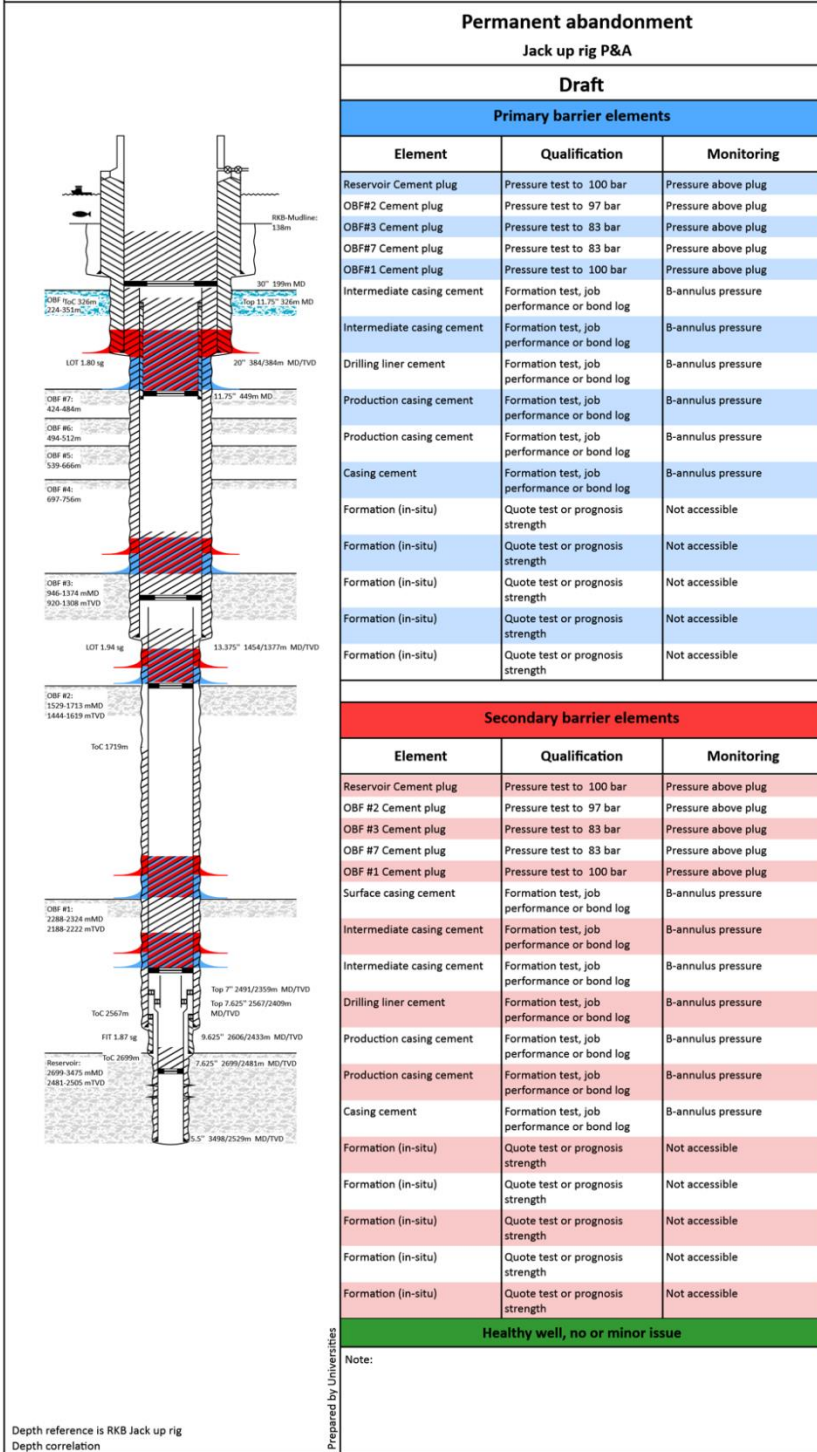 Permanent abandonment
Jack up rig P&A
Draft
Primary barrier elements
Element Qualification Monitoring
Reservoir Cement plug Pressure test to 100 bar Pressure above plug
OBF#2 Cement plug Pressure test to 97 bar Pressure above plug
OBF#3 Cement plug Pressure test to 83 bar Pressure above plug
OBF#7 Cement plug Pressure test to 83 bar Pressure above plug
OBF#1 Cement plug Pressure test to 100 bar Pressure above plug
Intermediate casing cement Formation test, job B-annulus pressure
performance or bond log
Intermediate casing cement Formation test, job B-annulus pressure
performance or bond log
Drilling liner cement Formation test, job B-annulus pressure
performance or bond log
Production casing cement Formation test, job B-annulus pressure
performance or bond log
Production casing cement Formation test, job B-annulus pressure
performance or bond log
Casing cement Formation test, job B-annulus pressure
performance or bond log
Formation (in-situ) Quote test or prognosis Not accessible
strength
Formation (in-situ) Quote test or prognosis Not accessible
strength
Formation (in-situ) Quote test or prognosis Not accessible
strength
Formation (in-situ) Quote test or prognosis Not accessible
strength
Formation (in-situ) Quote test or prognosis Not accessible
strength
Secondary barrier elements
Element Qualification Monitoring
Reservoir Cement plug Pressure test to 100 bar Pressure above plug
OBF #2 Cement plug Pressure test to 97 bar Pressure above plug
OBF #3 Cement plug Pressure test to 83 bar Pressure above plug
OBF #7 Cement plug Pressure test to 83 bar Pressure above plug
OBF #1 Cement plug Pressure test to 100 bar Pressure above plug
Surface casing cement Formation test, job B-annulus pressure
performance or bond log
Intermediate casing cement Formation test, job B-annulus pressure
performance or bond log
Intermediate casing cement Formation test, job B-annulus pressure
performance or bond log
Drilling liner cement Formation test, job B-annulus pressure
performance or bond log
Production casing cement Formation test, job B-annulus pressure
performance or bond log
Production casing cement Formation test, job B-annulus pressure
performance or bond log
Casing cement Formation test, job B-annulus pressure
performance or bond log
Formation (in-situ) Quote test or prognosis Not accessible
strength
Formation (in-situ) Quote test or prognosis Not accessible
strength
Formation (in-situ) Quote test or prognosis Not accessible
strength
Formation (in-situ) Quote test or prognosis Not accessible
strength
Formation (in-situ) Quote test or prognosis Not accessible
strength
Healthy well, no or minor issue
Note:
RKB-Mudline:
138m
30" 199m MD
OBF ToC 326m Top 11.75" 326m MD
224-351m
LOT 1.80 sg 20" 384/384m MD/TVD
11.75" 449m MD
OBF #7:
424-484m
OBF #6:
494-512m
OBF #5:
539-666m
OBF #4:
697-756m
OBF #3:
946-1374 mMD
920-1308 mTVD
LOT 1.94 sg 13.375" 1454/1377m MD/TVD
OBF #2:
1529-1713 mMD
1444-1619 mTVD
ToC 1719m
OBF #1:
2288-2324 mMD
2188-2222 mTVD
Top 7" 2491/2359m MD/TVD
Top 7.625" 2567/2409m
MD/TVD
ToC 2567m
FIT 1.87 sg 9.625" 2606/2433m MD/TVD
ToC 2699m
7.625" 2699/2481m MD/TVD
Reservoir:
2699-3475 mMD
2481-2505 mTVD
5.5" 3498/2529m MD/TVD
Prepared by Universities
Depth reference is RKB Jack up rig
Depth correlation